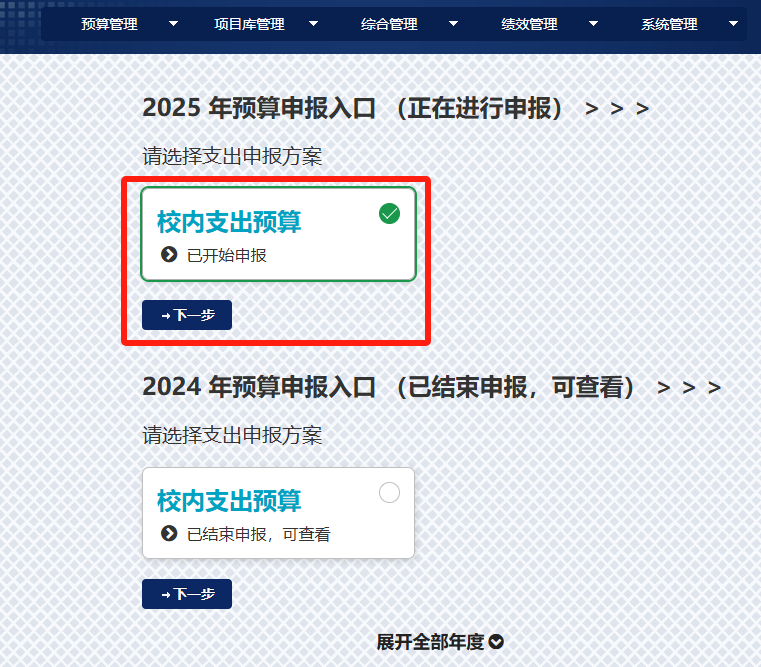 预算管理 项目库管理 综合管理 绩效管理 系统管理
2025 年预算申报入口 （正在进行申报） > > >
请选择支出申报方案
校内支出预算
已开始申报
→下一步
2024 年预算申报入口 （已结束申报，可查看） > > >
请选择支出申报方案
校内支出预算
已结束申报，可查看
→下一步
展开全部年度